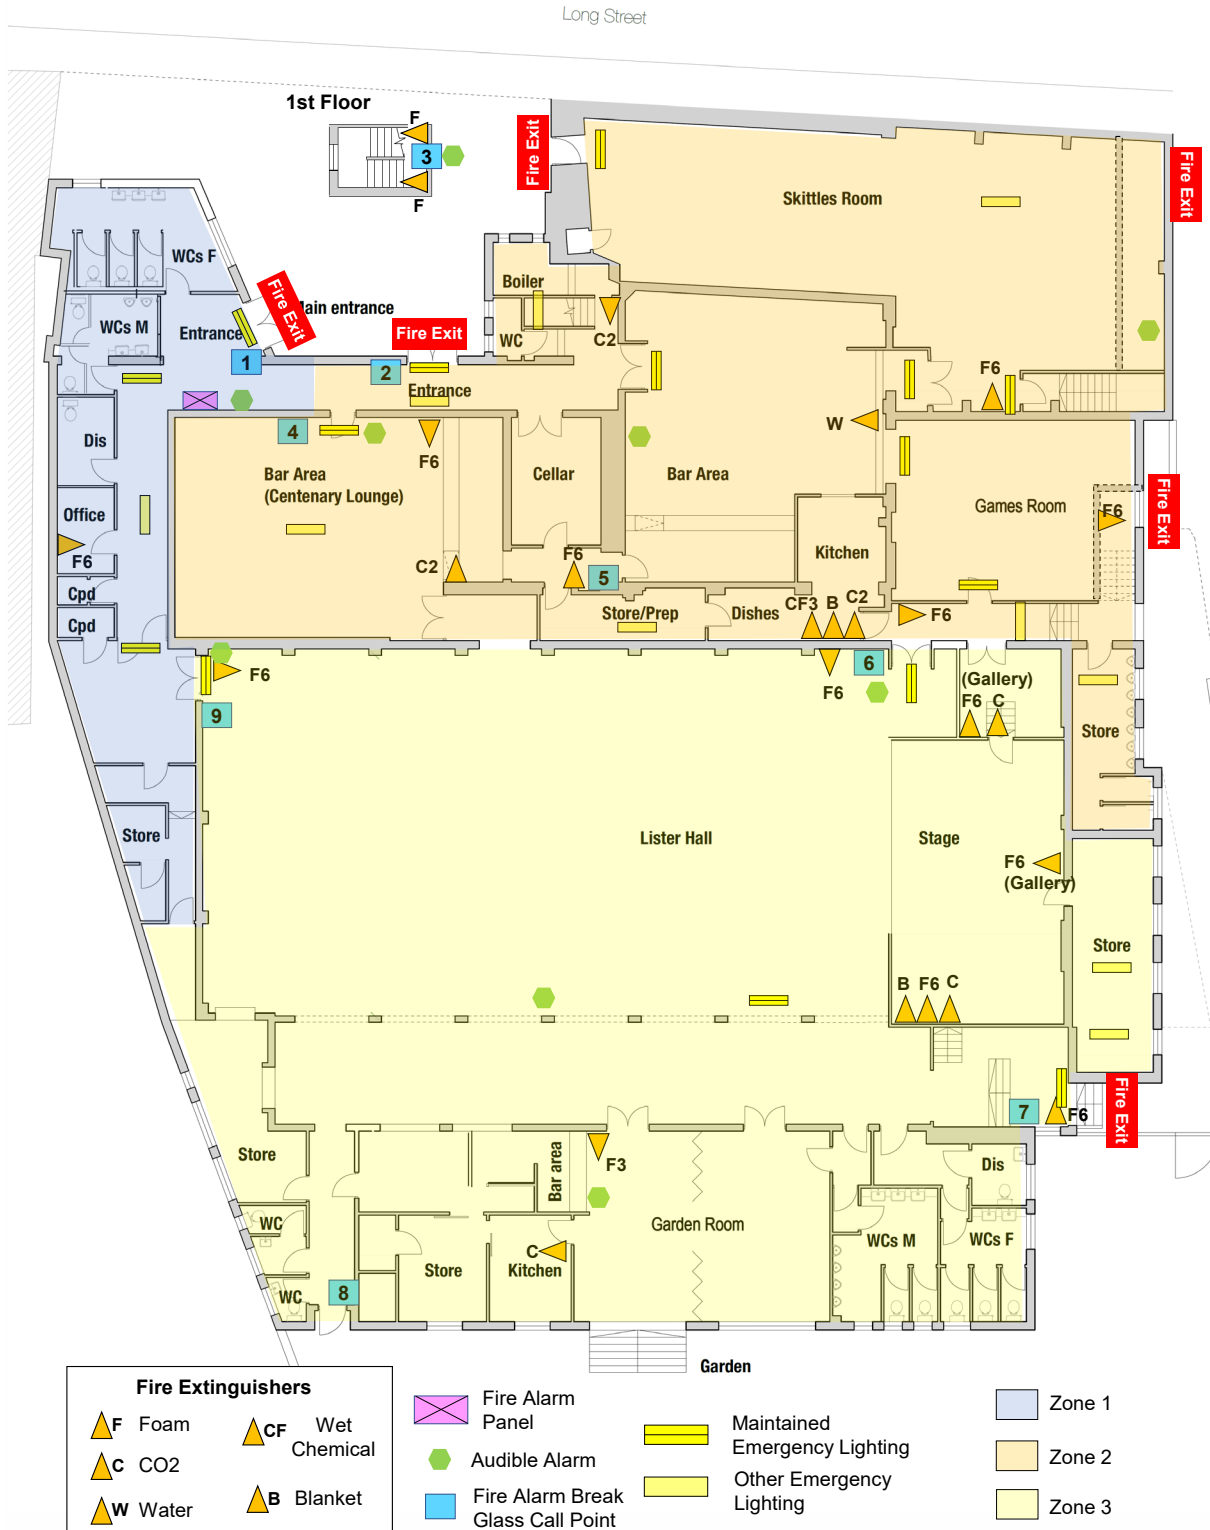 Long Street
1st Floor
F
3
F
Fire Exit
Fire Exit
Skittles Room
WCs F
Boiler
Fire Exit
Main entrance
WCs M
Entrance
Fire Exit
WC
C2
1
2
Entrance
F6
W
4
F6
Dis
Bar Area
(Centenary Lounge)
Cellar
Bar Area
Games Room
Fire Exit
Office
F6
F6
C2
F6
5
Kitchen
Cpd
Cpd
Store/Prep
Dishes
CF3
B
C2
F6
F6
F6
6
(Gallery)
F6
C
9
Store
Store
Lister Hall
Stage
F6
(Gallery)
Store
B
F6
C
7
F6
Fire Exit
Store
Bar area
F3
Dis
WC
Garden Room
WCs M
WCs F
C
Store
Kitchen
WC
8
Garden
Fire Extinguishers
F Foam
CF Wet
Chemical
C CO2
W Water
B Blanket
Fire Alarm
Panel
Audible Alarm
Fire Alarm Break
Glass Call Point
Maintained
Emergency Lighting
Other Emergency
Lighting
Zone 1
Zone 2
Zone 3